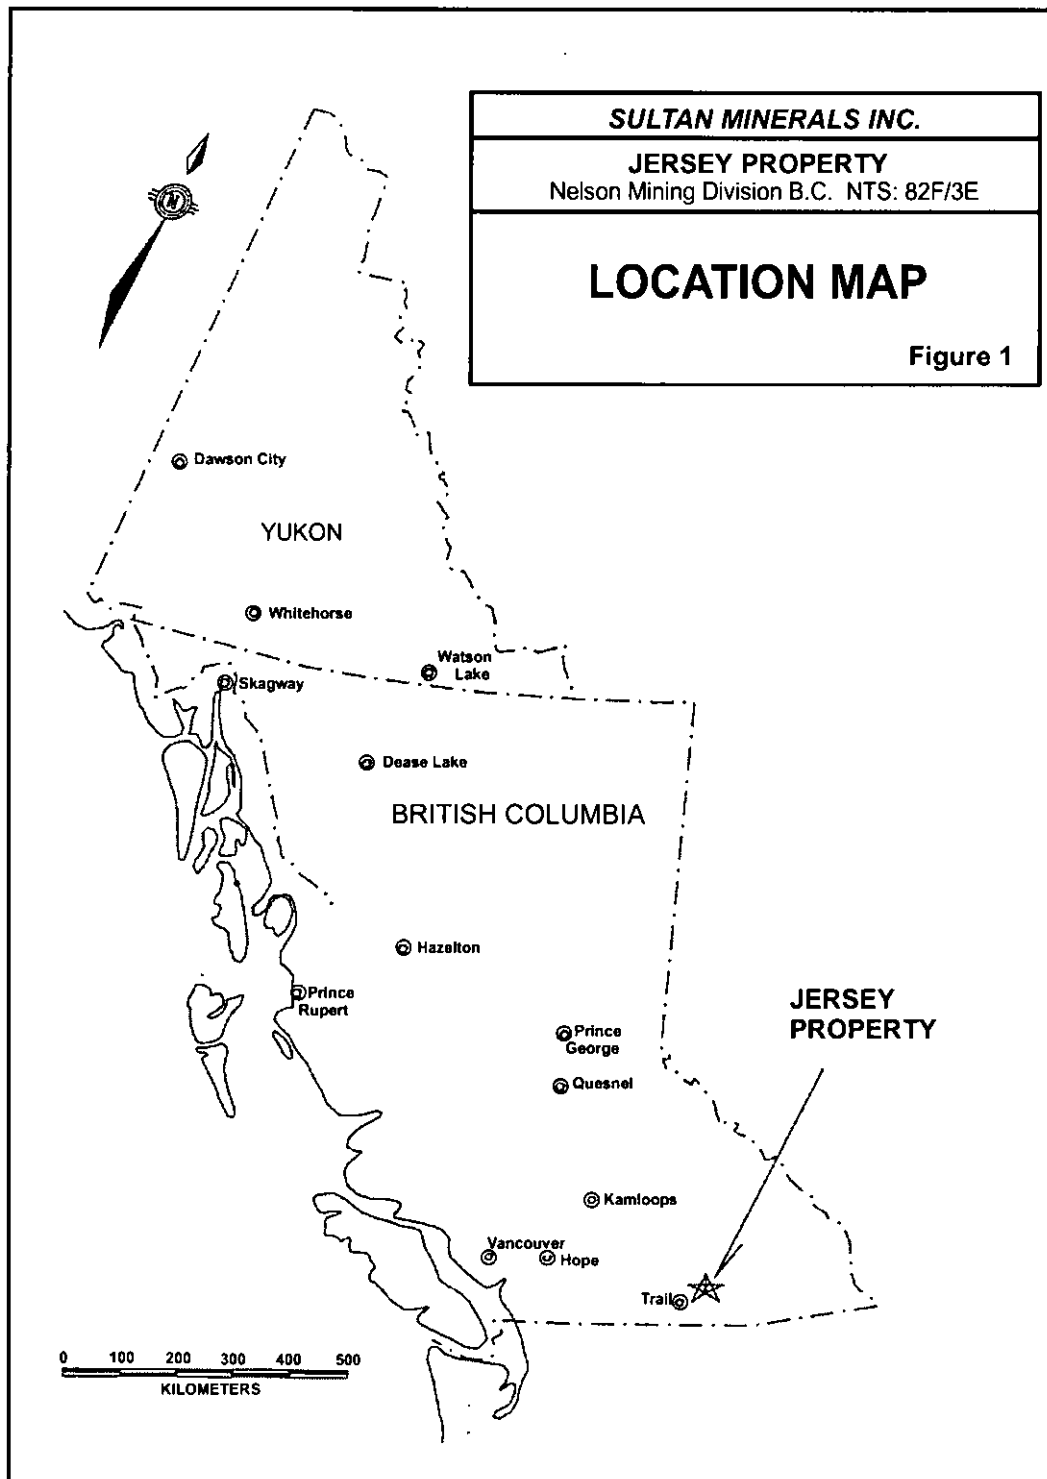 SULTAN MINERALS INC.
JERSEY PROPERTY
Nelson Mining Division B.C. NTS: 82F/3E
LOCATION MAP
Figure 1
N
Dawson City
YUKON
Whitehorse
Watson
Lake
Skagway
Dease Lake
BRITISH COLUMBIA
Hazelton
Prince
Rupert
JERSEY
PROPERTY
Prince
George
Quesnel
Kamloops
Vancouver
Hope
Trail
0 100 200 300 400 500
KILOMETERS